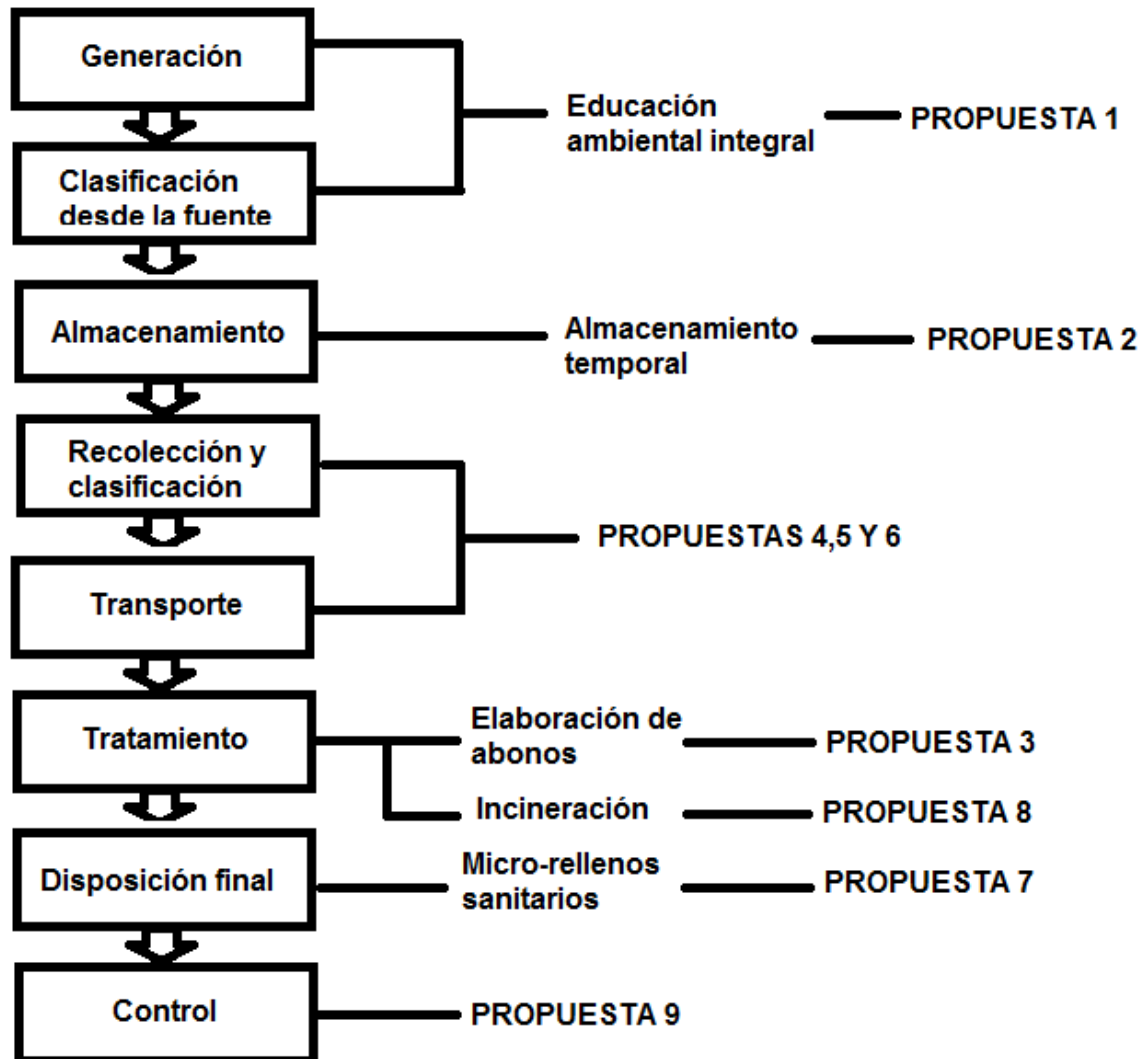 Generación
Educación
ambiental integral
PROPUESTA 1
Clasificación
desde la fuente
Almacenamiento
Almacenamiento
temporal
PROPUESTA 2
Recolección y
clasificación
PROPUESTAS 4,5 Y 6
Transporte
Tratamiento
Elaboración de
abonos
PROPUESTA 3
Incineración
PROPUESTA 8
Disposición final
Micro-rellenos
sanitarios
PROPUESTA 7
Control
PROPUESTA 9